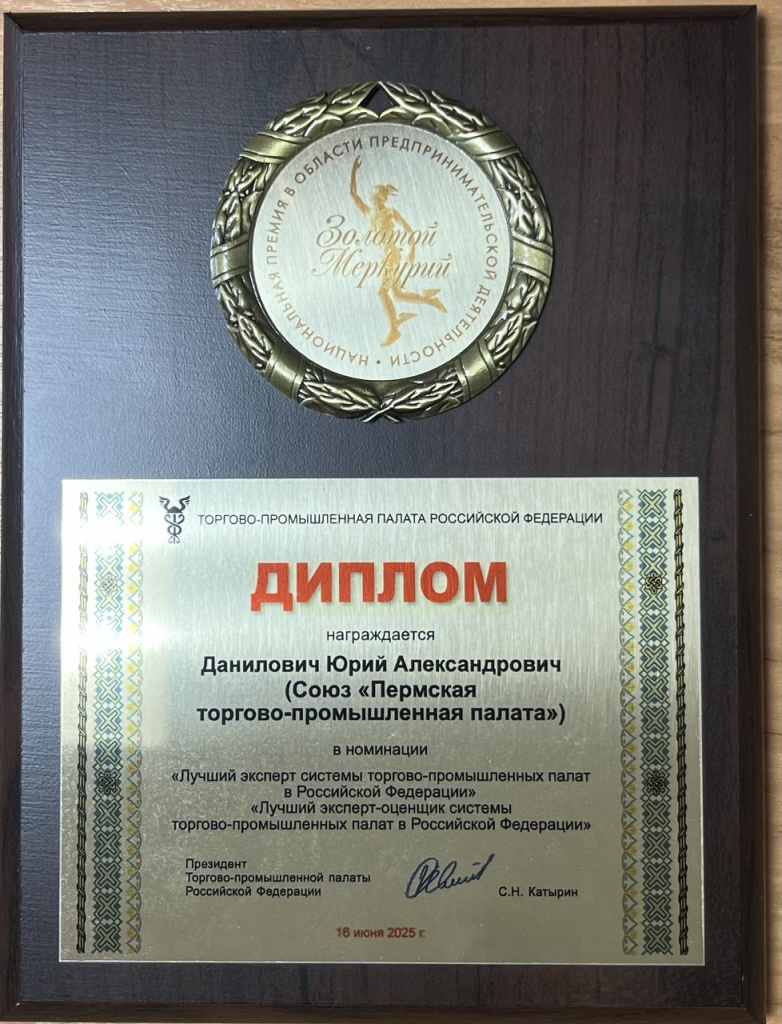 НАЦИОНАЛЬНАЯ ПРЕМИЯ В ОБЛАСТИ ПРЕДПРИНИМАТЕЛЬСКОЙ ДЕЯТЕЛЬНОСТИ •
Золотой
Меркурий
ТОРГОВО-ПРОМЫШЛЕННАЯ ПАЛАТА РОССИЙСКОЙ ФЕДЕРАЦИИ
ДИПЛОМ
награждается
Данилович Юрий Александрович
(Союз «Пермская
торгово-промышленная палата»)
в номинации
«Лучший эксперт системы торгово-промышленных палат
в Российской Федерации»
«Лучший эксперт-оценщик системы
торгово-промышленных палат в Российской Федерации»
Президент
Торгово-промышленной палаты
Российской Федерации
С.Н. Катырин
16 июня 2025 г.